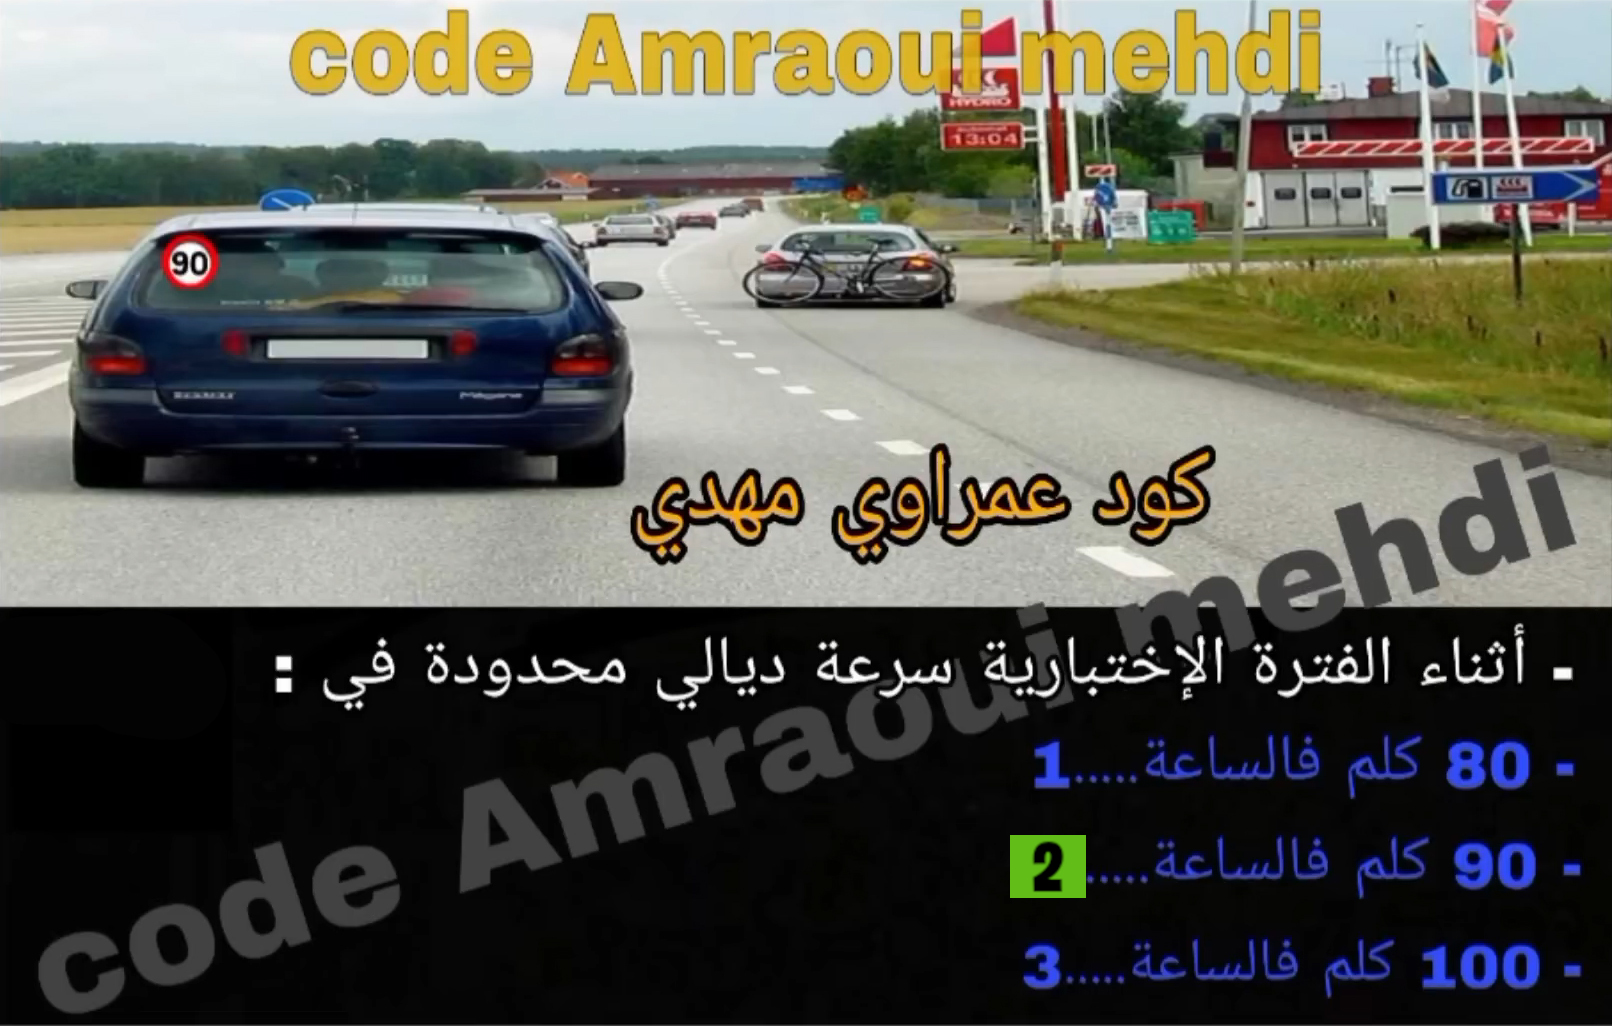 code Amraoui mehdi
HYDRO
13:04
90
Mégane
كود عمراوي مهدي
code Amraoui mehdi
- أثناء الفترة الإختبارية سرعة ديالي محدودة في :
- 80 كلم فالساعة.....1
- 90 كلم فالساعة.....2
- 100 كلم فالساعة.....3